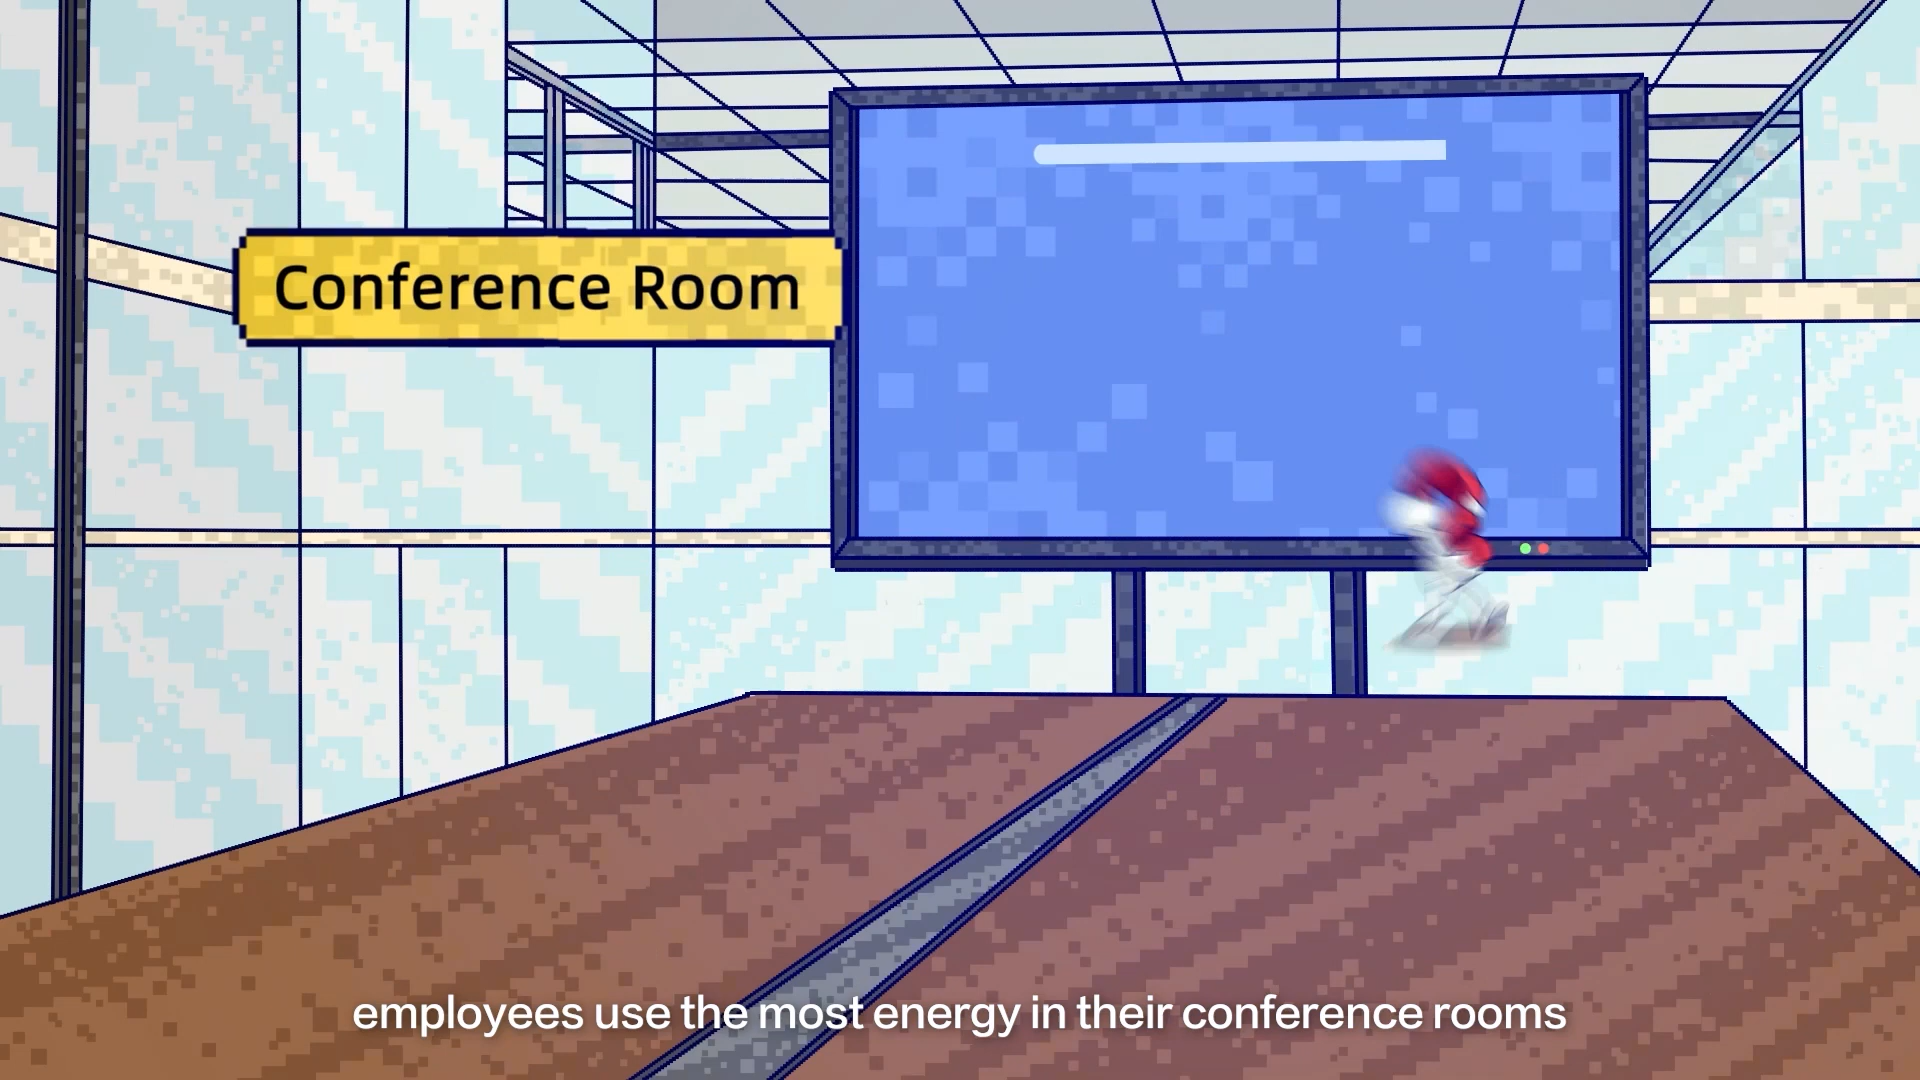 Conference Room
employees use the most energy in their conference rooms